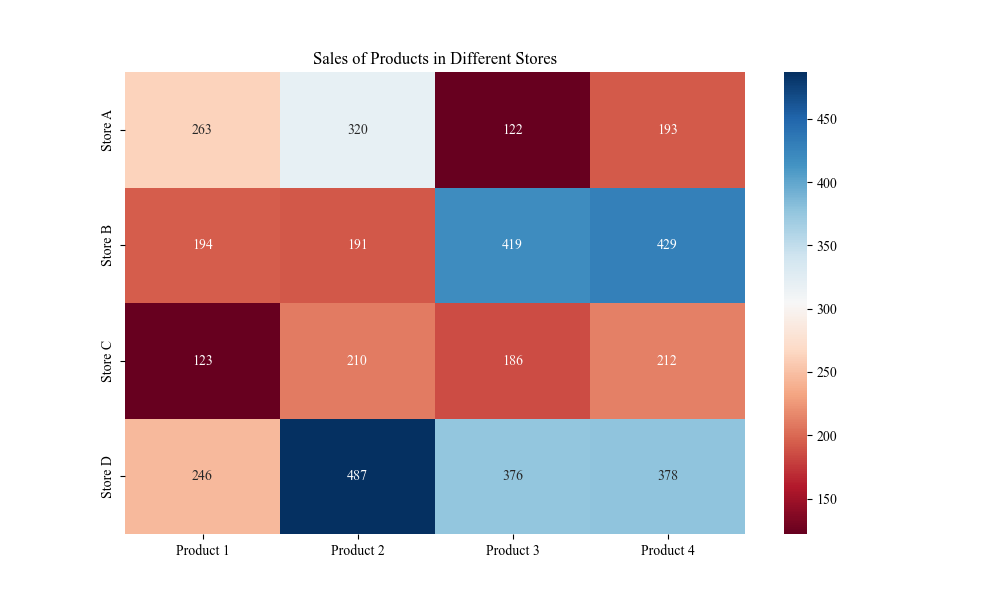 Sales of Products in Different Stores
Store A
263 320 122 193
Store B
194 191 419 429
Store C
123 210 186 212
Store D
246 487 376 378
Product 1 Product 2 Product 3 Product 4
450
400
350
300
250
200
150